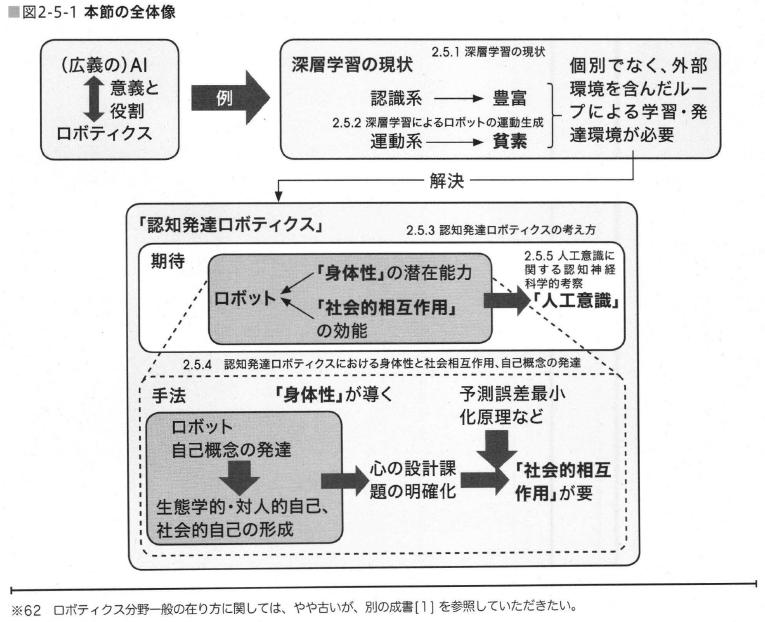 ■図2-5-1 本節の全体像
（広義の）AI
意義と
役割
ロボティクス
例
2.5.1 深層学習の現状
深層学習の現状
認識系
豊富
2.5.2 深層学習によるロボットの運動生成
運動系
貧素
個別でなく、外部
環境を含んだルー
プによる学習・発
達環境が必要
解決
「認知発達ロボティクス」
2.5.3 認知発達ロボティクスの考え方
期待
ロボット
「身体性」の潜在能力
「社会的相互作用」
の効能
2.5.5 人工意識に
関する認知神経
科学的考察
「人工意識」
2.5.4 認知発達ロボティクスにおける身体性と社会相互作用、自己概念の発達
手法
「身体性」が導く
ロボット
自己概念の発達
生態学的・対人的自己、
社会的自己の形成
心の設計課
題の明確化
予測誤差最小
化原理など
「社会的相互
作用」が要
※62 ロボティクス分野一般の在り方に関しては、やや古いが、別の成書[1]を参照していただきたい。